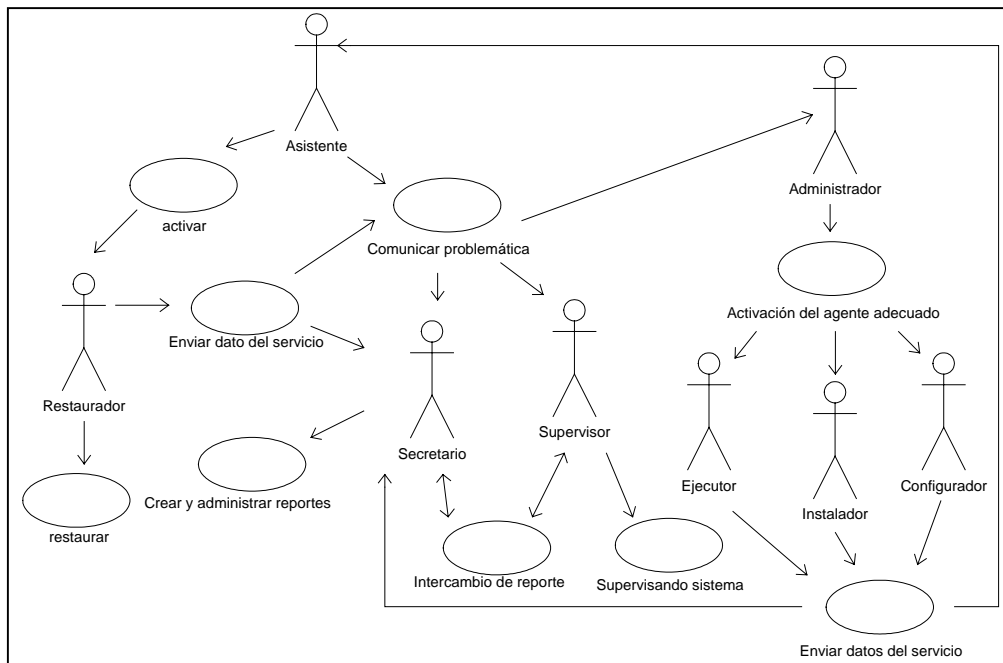 Asistente
Administrador
activar
Comunicar problemática
Activación del agente adecuado
Enviar dato del servicio
Restaurador
Secretario
Supervisor
Ejecutor
Instalador
Configurador
Crear y administrar reportes
restaurar
Intercambio de reporte
Supervisando sistema
Enviar datos del servicio